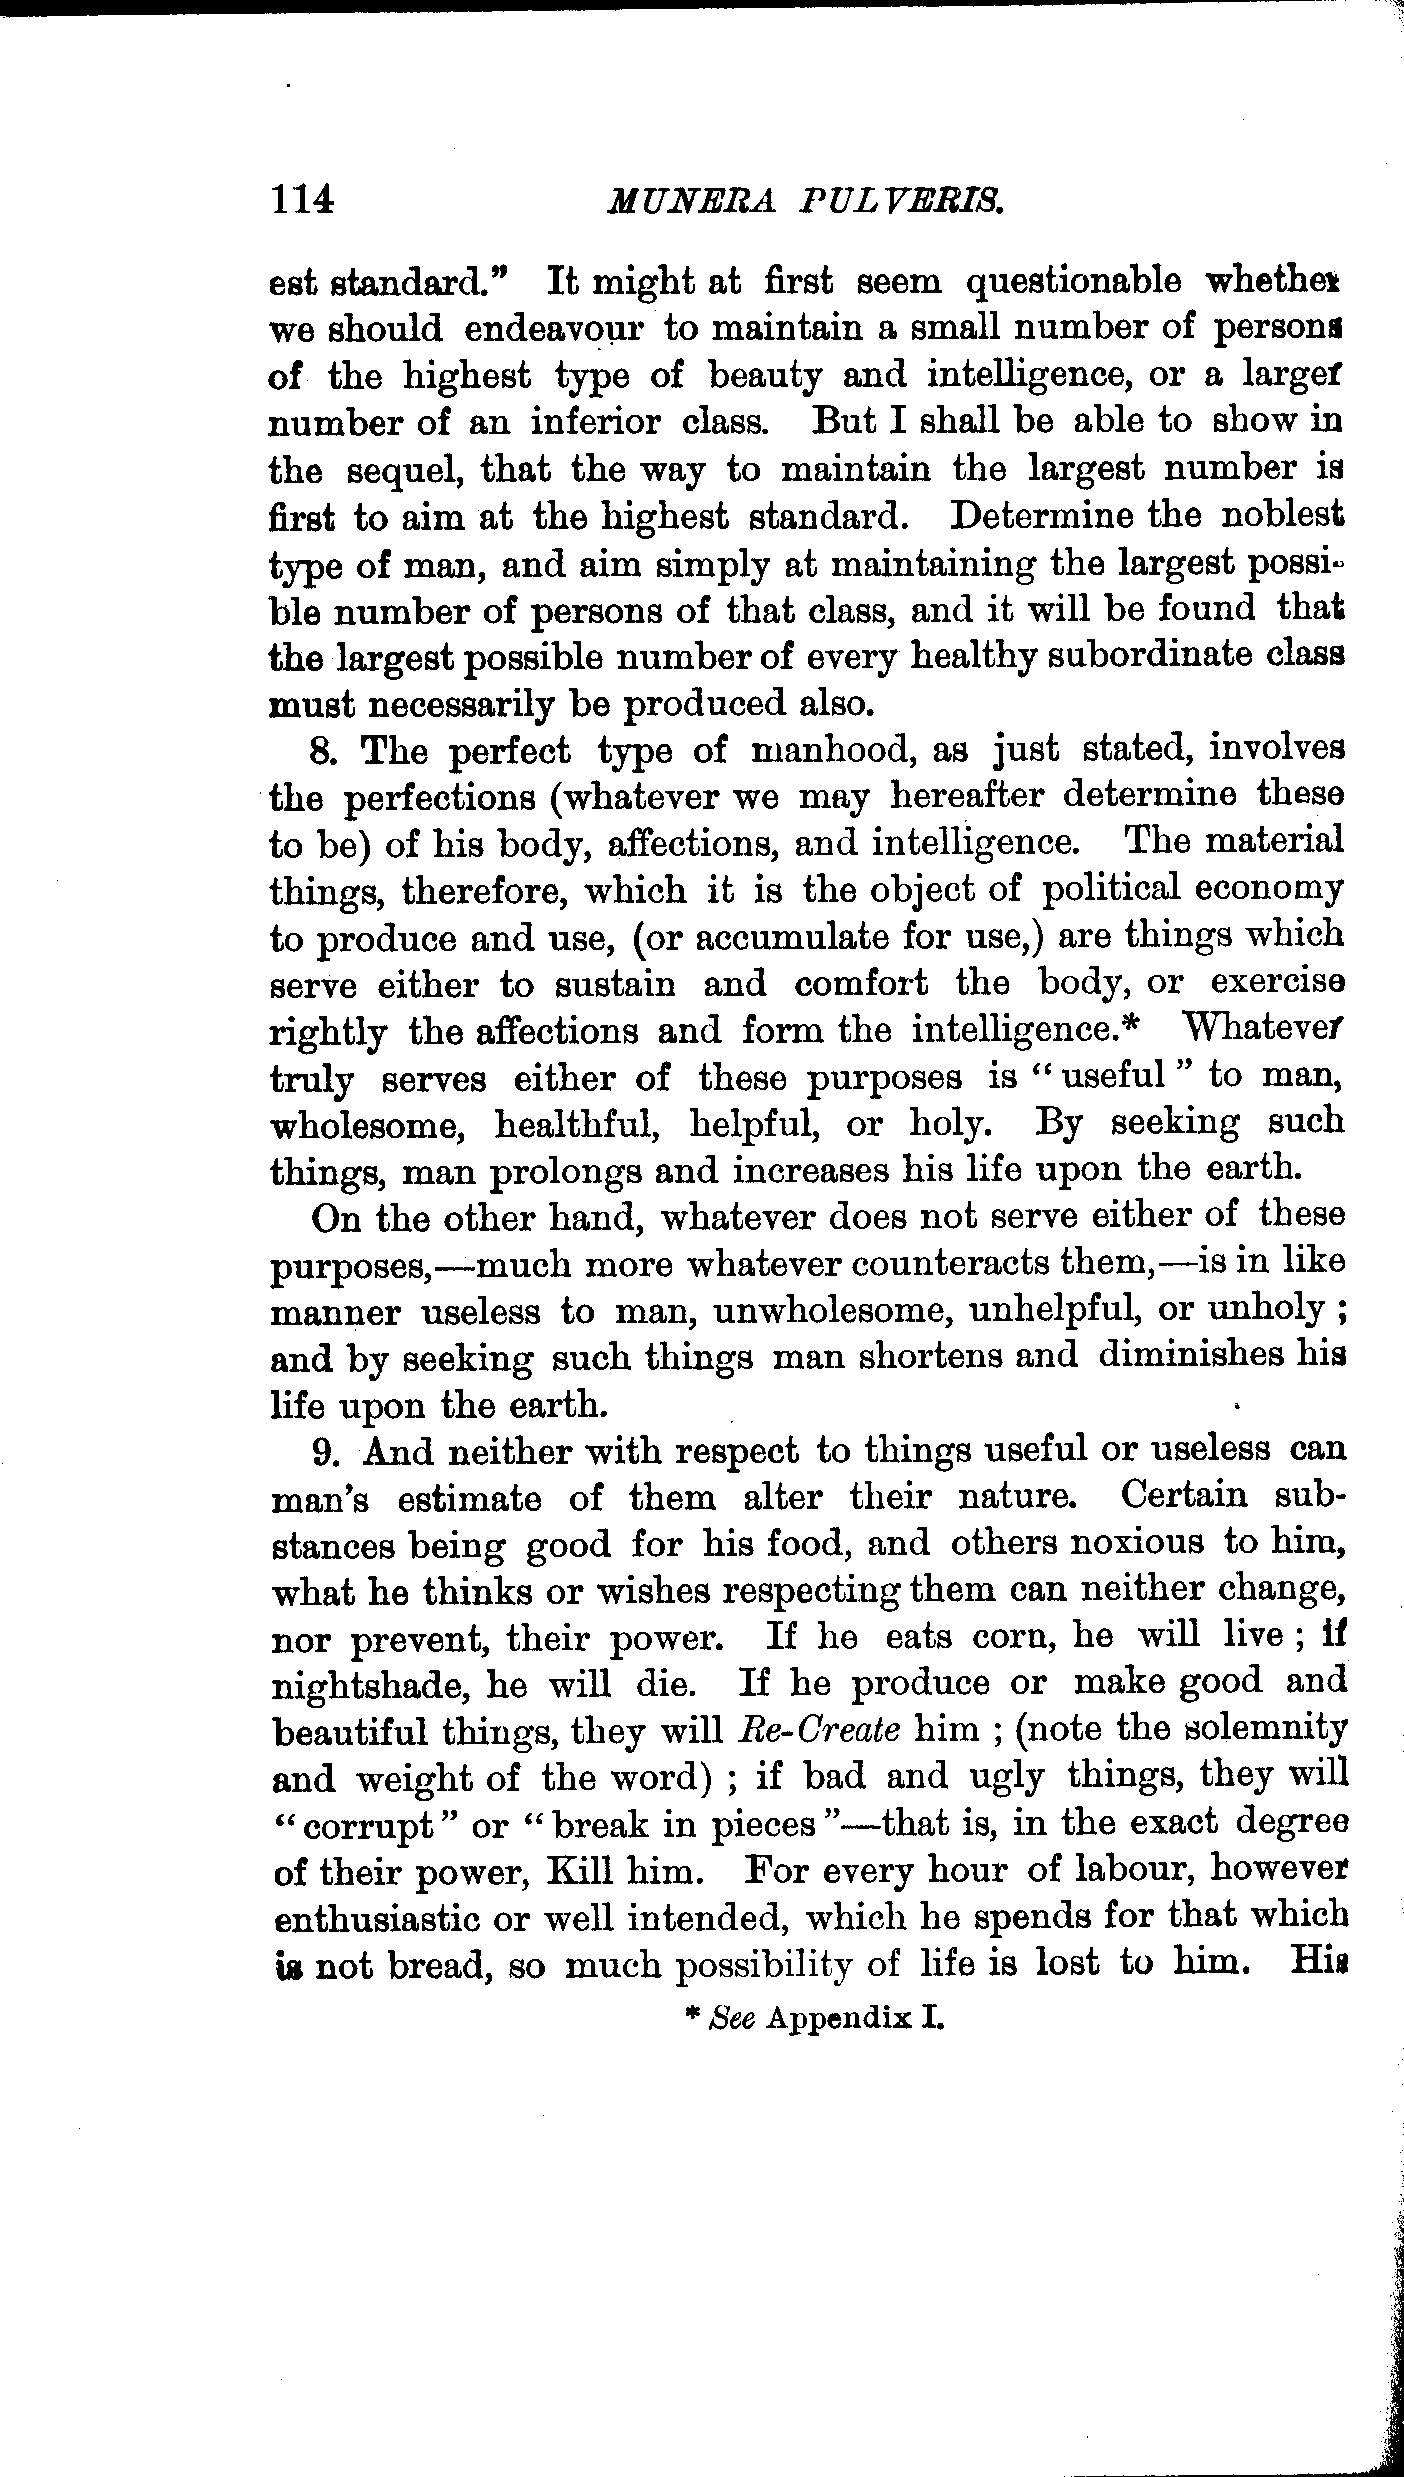 114 MUNERA PULVERIS.
est standard." It might at first seem questionable whether
we should endeavour to maintain a small number of persons
of the highest type of beauty and intelligence, or a larger
number of an inferior class. But I shall be able to show in
the sequel, that the way to maintain the largest number is
first to aim at the highest standard. Determine the noblest
type of man, and aim simply at maintaining the largest possi-
ble number of persons of that class, and it will be found that
the largest possible number of every healthy subordinate class
must necessarily be produced also.
8. The perfect type of manhood, as just stated, involves
the perfections (whatever we may hereafter determine these
to be) of his body, affections, and intelligence. The material
things, therefore, which it is the object of political economy
to produce and use, (or accumulate for use,) are things which
serve either to sustain and comfort the body, or exercise
rightly the affections and form the intelligence.* Whatever
truly serves either of these purposes is "useful" to man,
wholesome, healthful, helpful, or holy. By seeking such
things, man prolongs and increases his life upon the earth.
On the other hand, whatever does not serve either of these
purposes,—much more whatever counteracts them,—is in like
manner useless to man, unwholesome, unhelpful, or unholy ;
and by seeking such things man shortens and diminishes his
life upon the earth.
9. And neither with respect to things useful or useless can
man's estimate of them alter their nature. Certain sub-
stances being good for his food, and others noxious to him,
what he thinks or wishes respecting them can neither change,
nor prevent, their power. If he eats corn, he will live ; if
nightshade, he will die. If he produce or make good and
beautiful things, they will Re-Create him ; (note the solemnity
and weight of the word) ; if bad and ugly things, they will
"corrupt" or "break in pieces"—that is, in the exact degree
of their power, Kill him. For every hour of labour, however
enthusiastic or well intended, which he spends for that which
is not bread, so much possibility of life is lost to him. His
* See Appendix I.